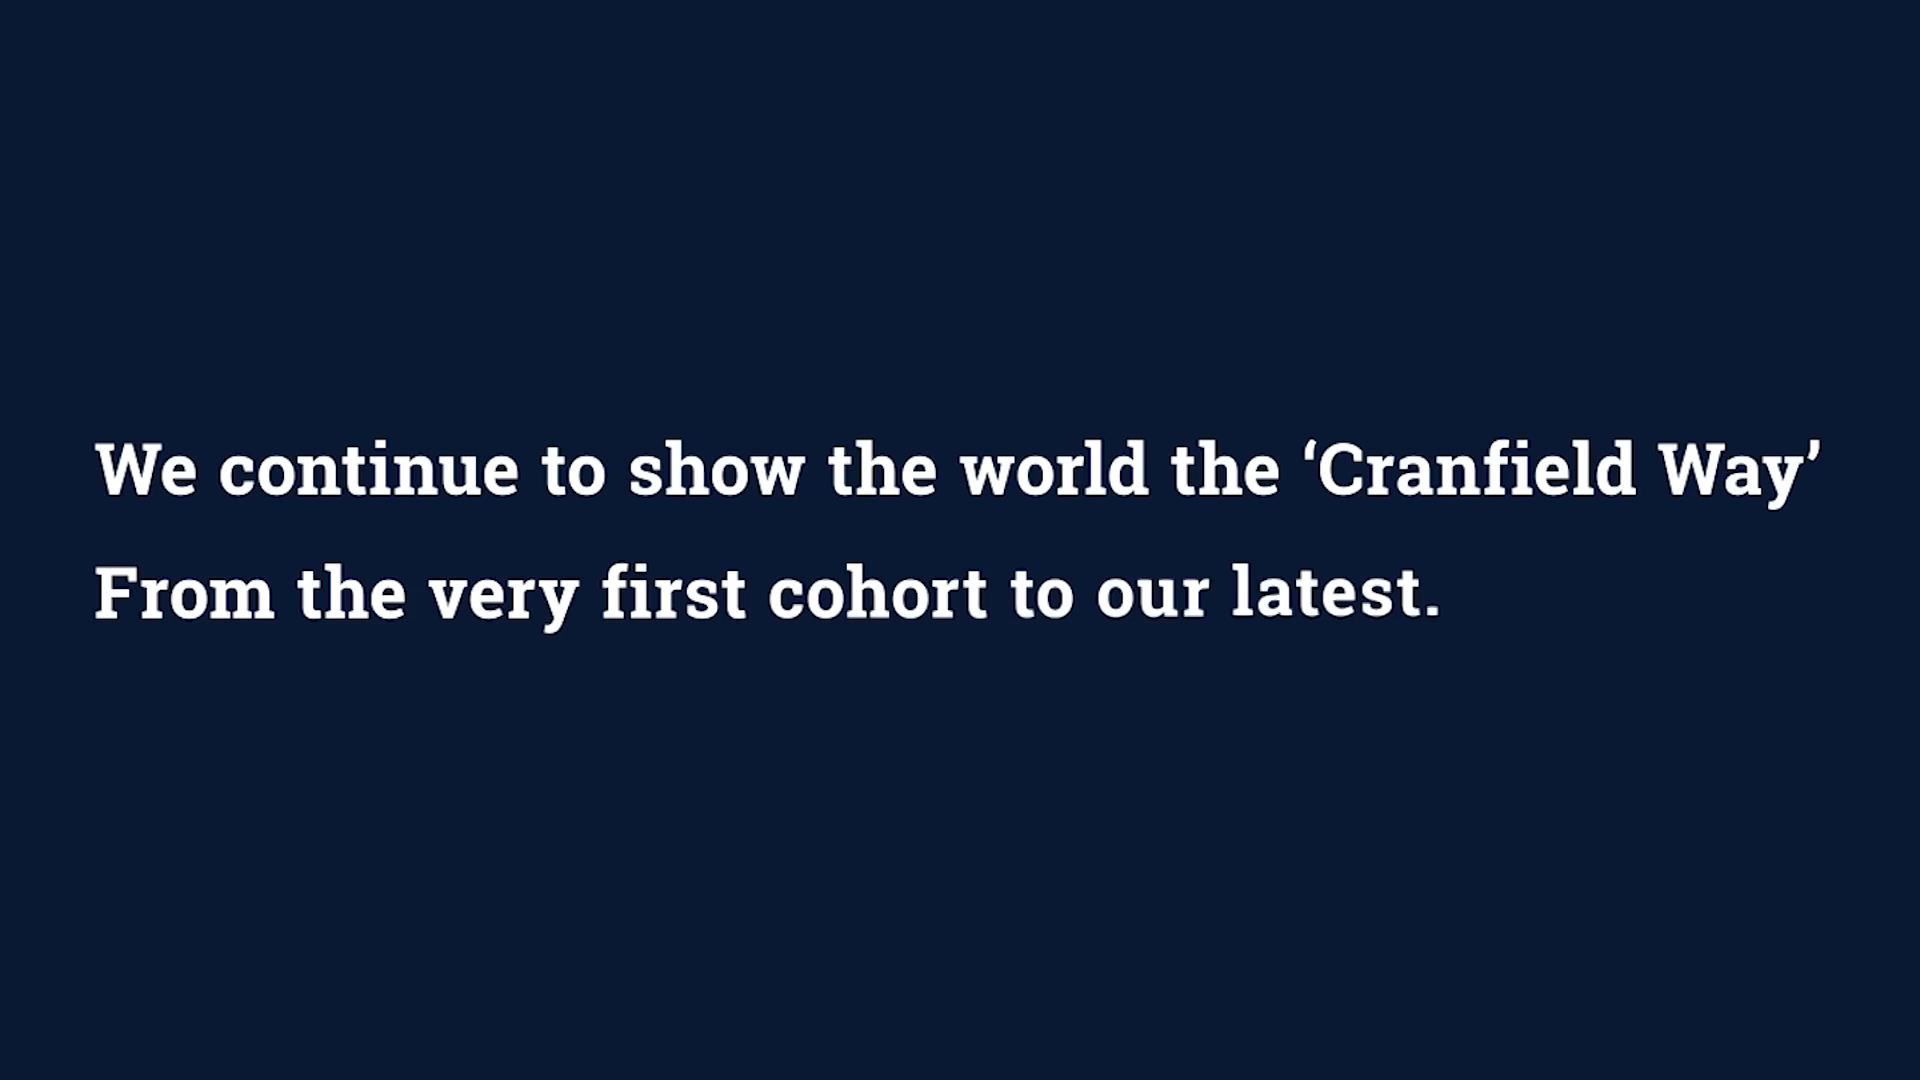 We continue to show the world the ‘Cranfield Way’
From the very first cohort to our latest.